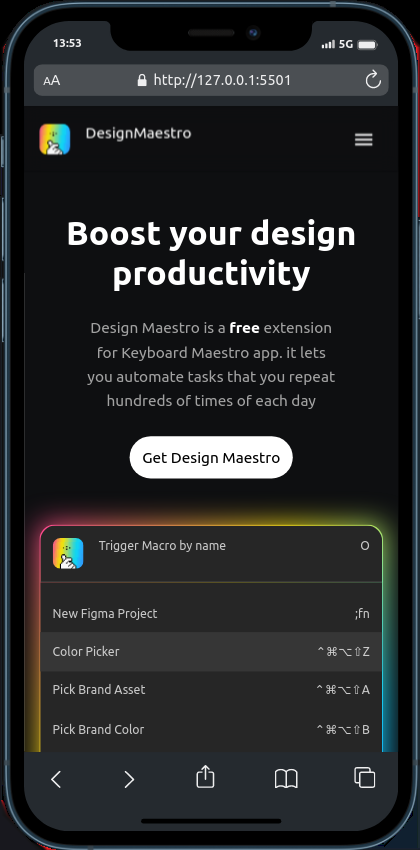 13:53
5G
AA
http://127.0.0.1:5501
DesignMaestro
Boost your design
productivity
Design Maestro is a free extension
for Keyboard Maestro app. it lets
you automate tasks that you repeat
hundreds of times of each day
Get Design Maestro
Trigger Macro by name O
New Figma Project ;fn
Color Picker ⌃⌘⌥⇧Z
Pick Brand Asset ⌃⌘⌥⇧A
Pick Brand Color ⌃⌘⌥⇧B